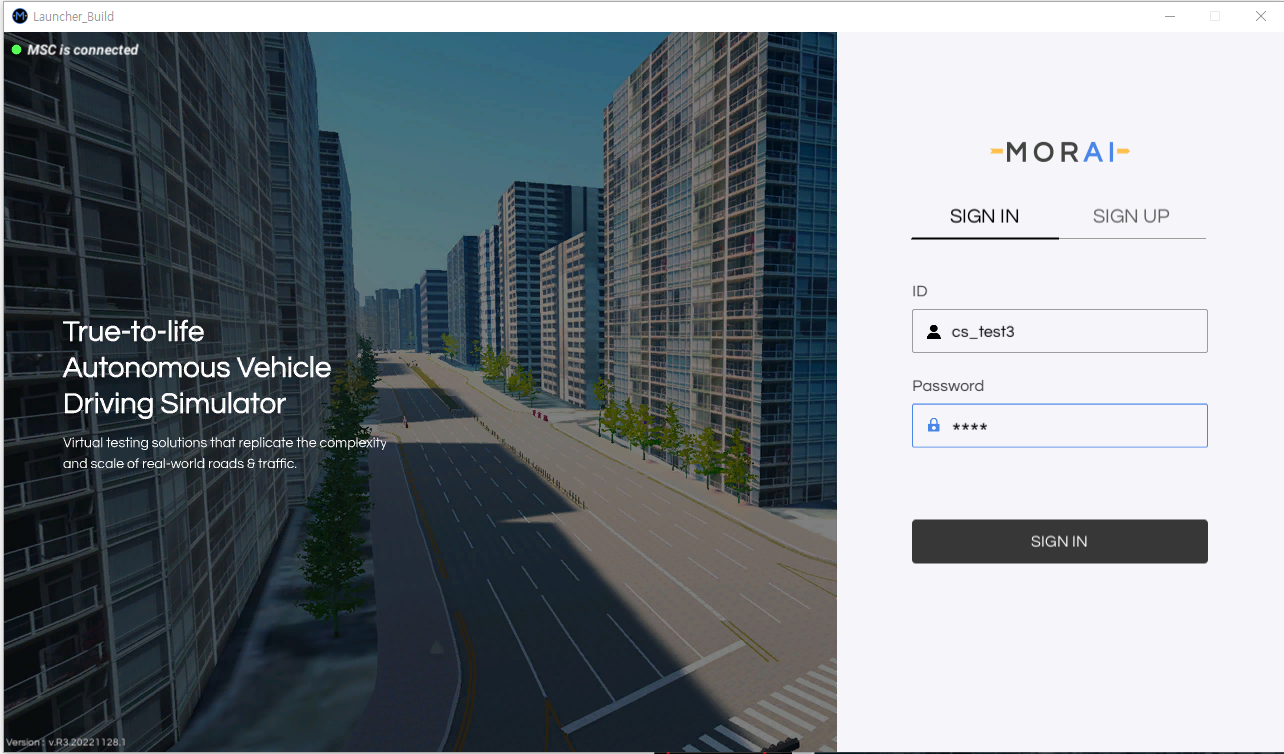 Launcher_Build
MSC is connected
True-to-life
Autonomous Vehicle
Driving Simulator
Virtual testing solutions that replicate the complexity
and scale of real-world roads & traffic.
Version : v.R3.20221128.1
MORAI
SIGN IN SIGN UP
ID
cs_test3
Password
****
SIGN IN